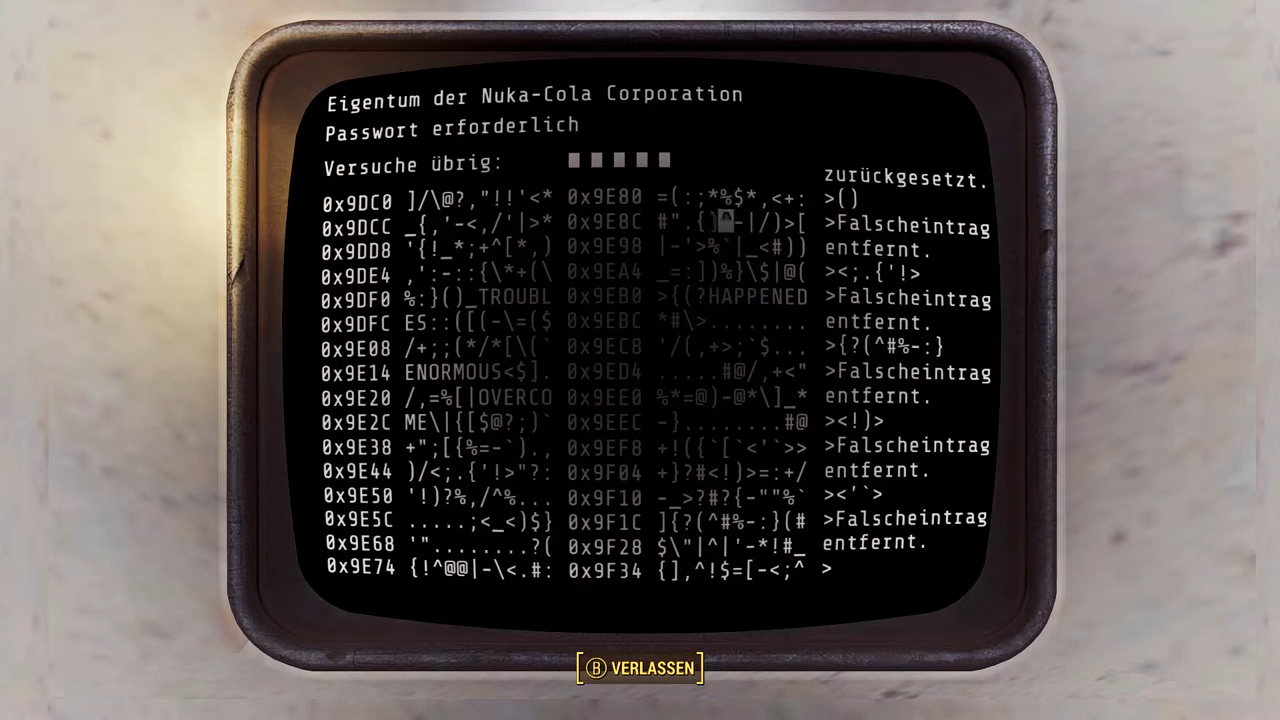 Eigentum der Nuka-Cola Corporation
Passwort erforderlich
Versuche übrig:
0x9DC0 ]/\@?,"!!'<* 0x9E80 =(:;*%$*,<+:
0x9DCC _{,'-<,/'|>* 0x9E8C #".{)^-|/)>[
0x9DD8 '{!_*;+^[*,) 0x9E98 |-'>%`|_<#))
0x9DE4 ,':-::{\*+(\ 0x9EA4 _=:])%}\$|@(
0x9DF0 %:}()_TROUBL 0x9EB0 >{(?HAPPENED
0x9DFC ES::([(-\=($ 0x9EBC *#\>........
0x9E08 /+;;(*/*[\(` 0x9EC8 '/(,+>;`$...
0x9E14 ENORMOUS<$]. 0x9ED4 .....#@/,+<"
0x9E20 /,=%[|OVERCO 0x9EE0 %*=@)-@*\]_*
0x9E2C ME\|{[$@?;)` 0x9EEC -}........#@
0x9E38 +";[{%=-`)., 0x9EF8 +!({`[`<'`>>
0x9E44 )/<;.{'!>"?: 0x9F04 +}?#<!)>=:+/
0x9E50 '!)?%,/^%... 0x9F10 -_>?#?{-""%`
0x9E5C .....;<_<)$} 0x9F1C ]{?(^#%-:}(#
0x9E68 '"........?( 0x9F28 $\"|^|'-*!#_
0x9E74 {!^@@|-\<.#: 0x9F34 {],^!$=[-<;^
zurückgesetzt.
>()
>Falscheintrag
entfernt.
><;.{'!>
>Falscheintrag
entfernt.
>{?(^#%-:}
>Falscheintrag
entfernt.
><!)>
>Falscheintrag
entfernt.
><'`>
>Falscheintrag
entfernt.
>
B VERLASSEN